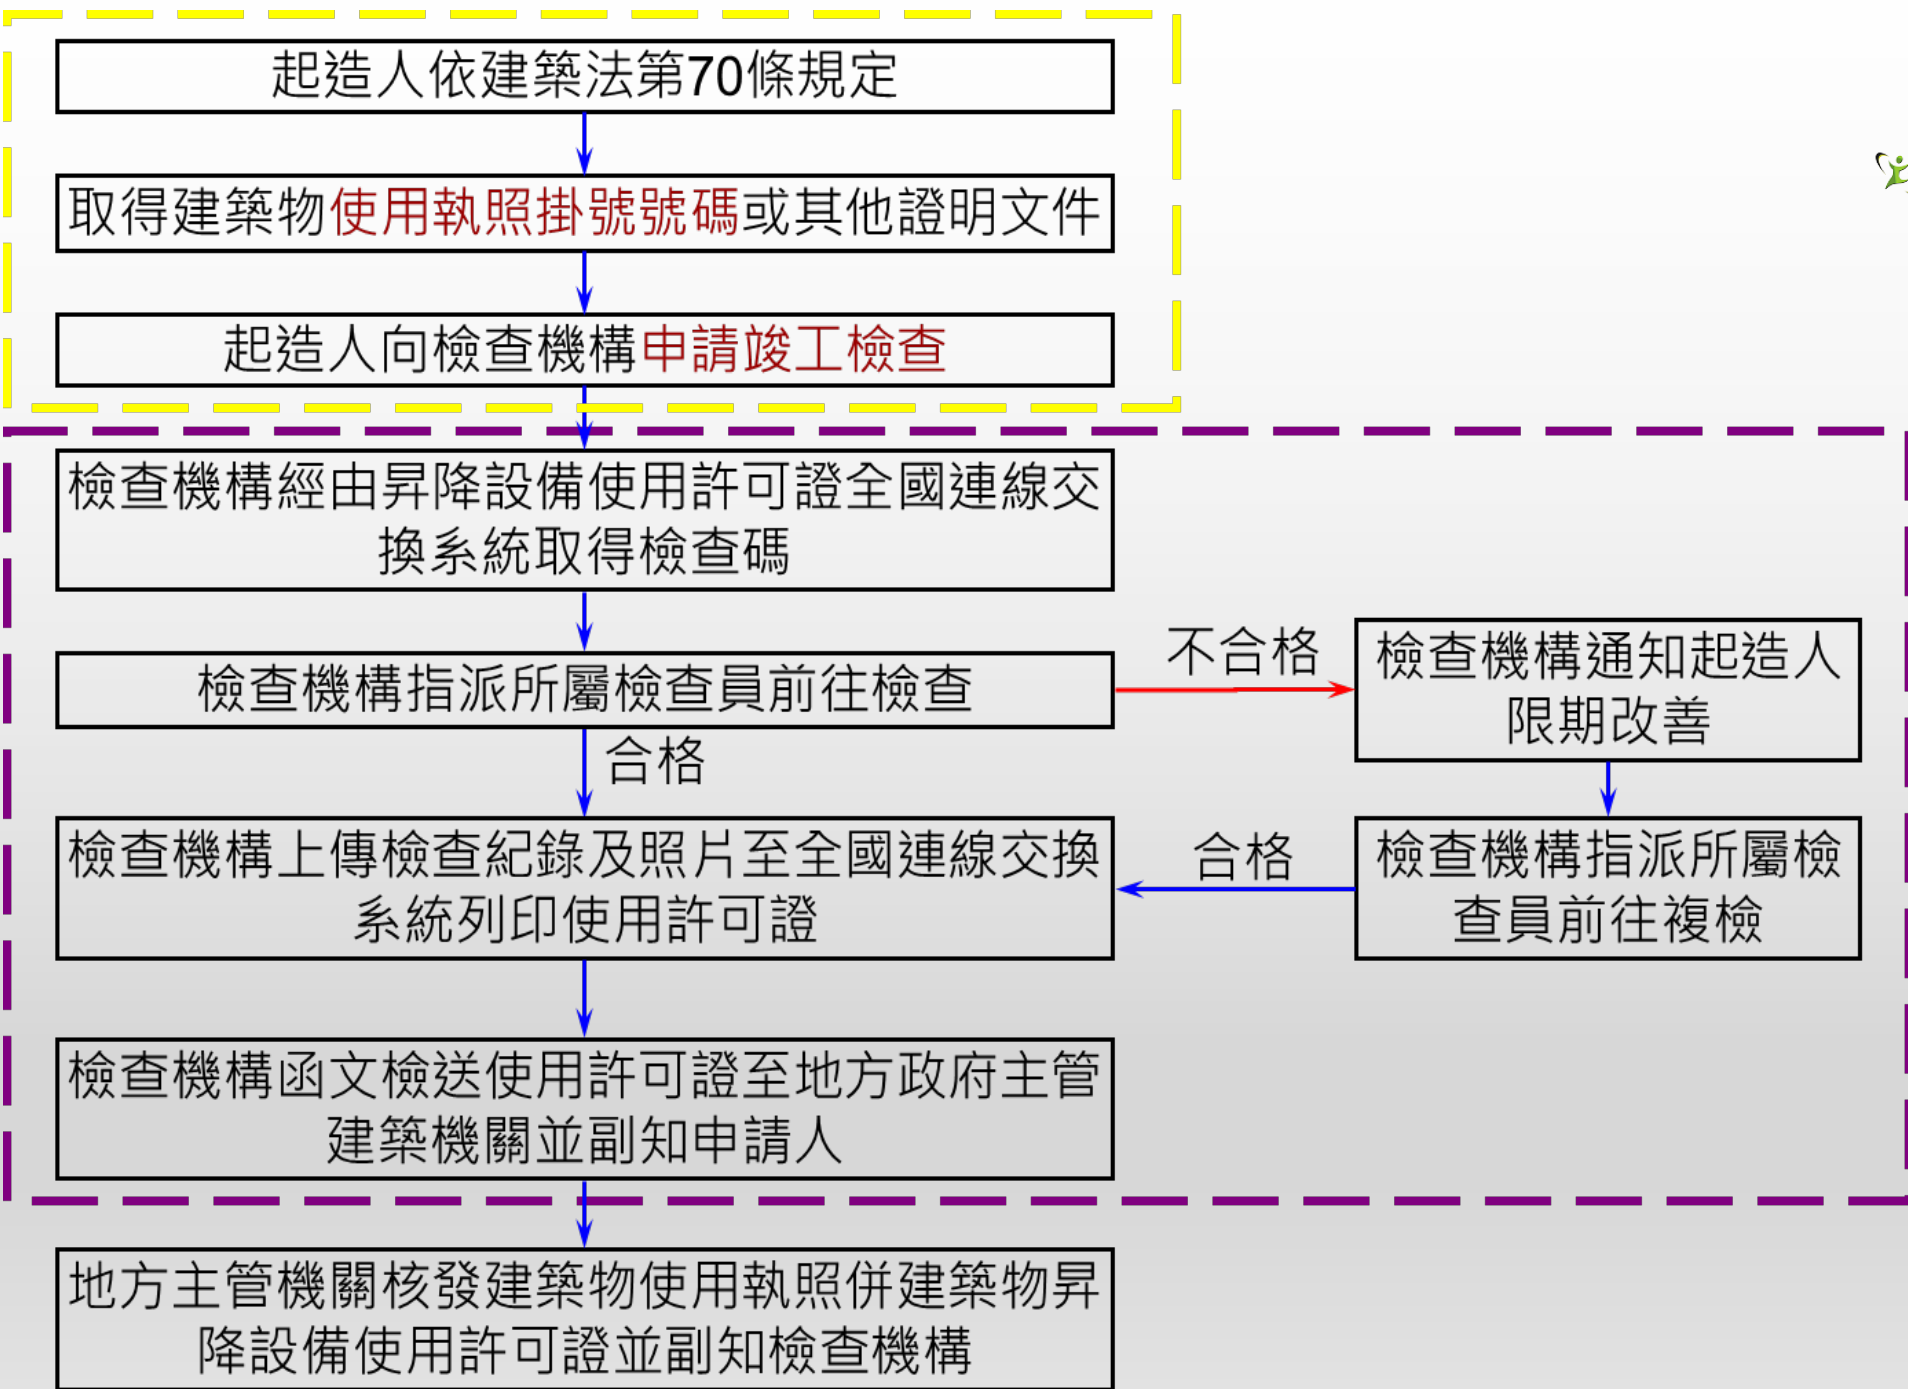 起造人依建築法第70條規定
取得建築物使用執照掛號號碼或其他證明文件
起造人向檢查機構申請竣工檢查
檢查機構經由昇降設備使用許可證全國連線交
換系統取得檢查碼
檢查機構指派所屬檢查員前往檢查
不合格
檢查機構通知起造人
限期改善
合格
檢查機構上傳檢查紀錄及照片至全國連線交換
系統列印使用許可證
合格
檢查機構指派所屬檢
查員前往複檢
檢查機構函文檢送使用許可證至地方政府主管
建築機關並副知申請人
地方主管機關核發建築物使用執照併建築物昇
降設備使用許可證並副知檢查機構